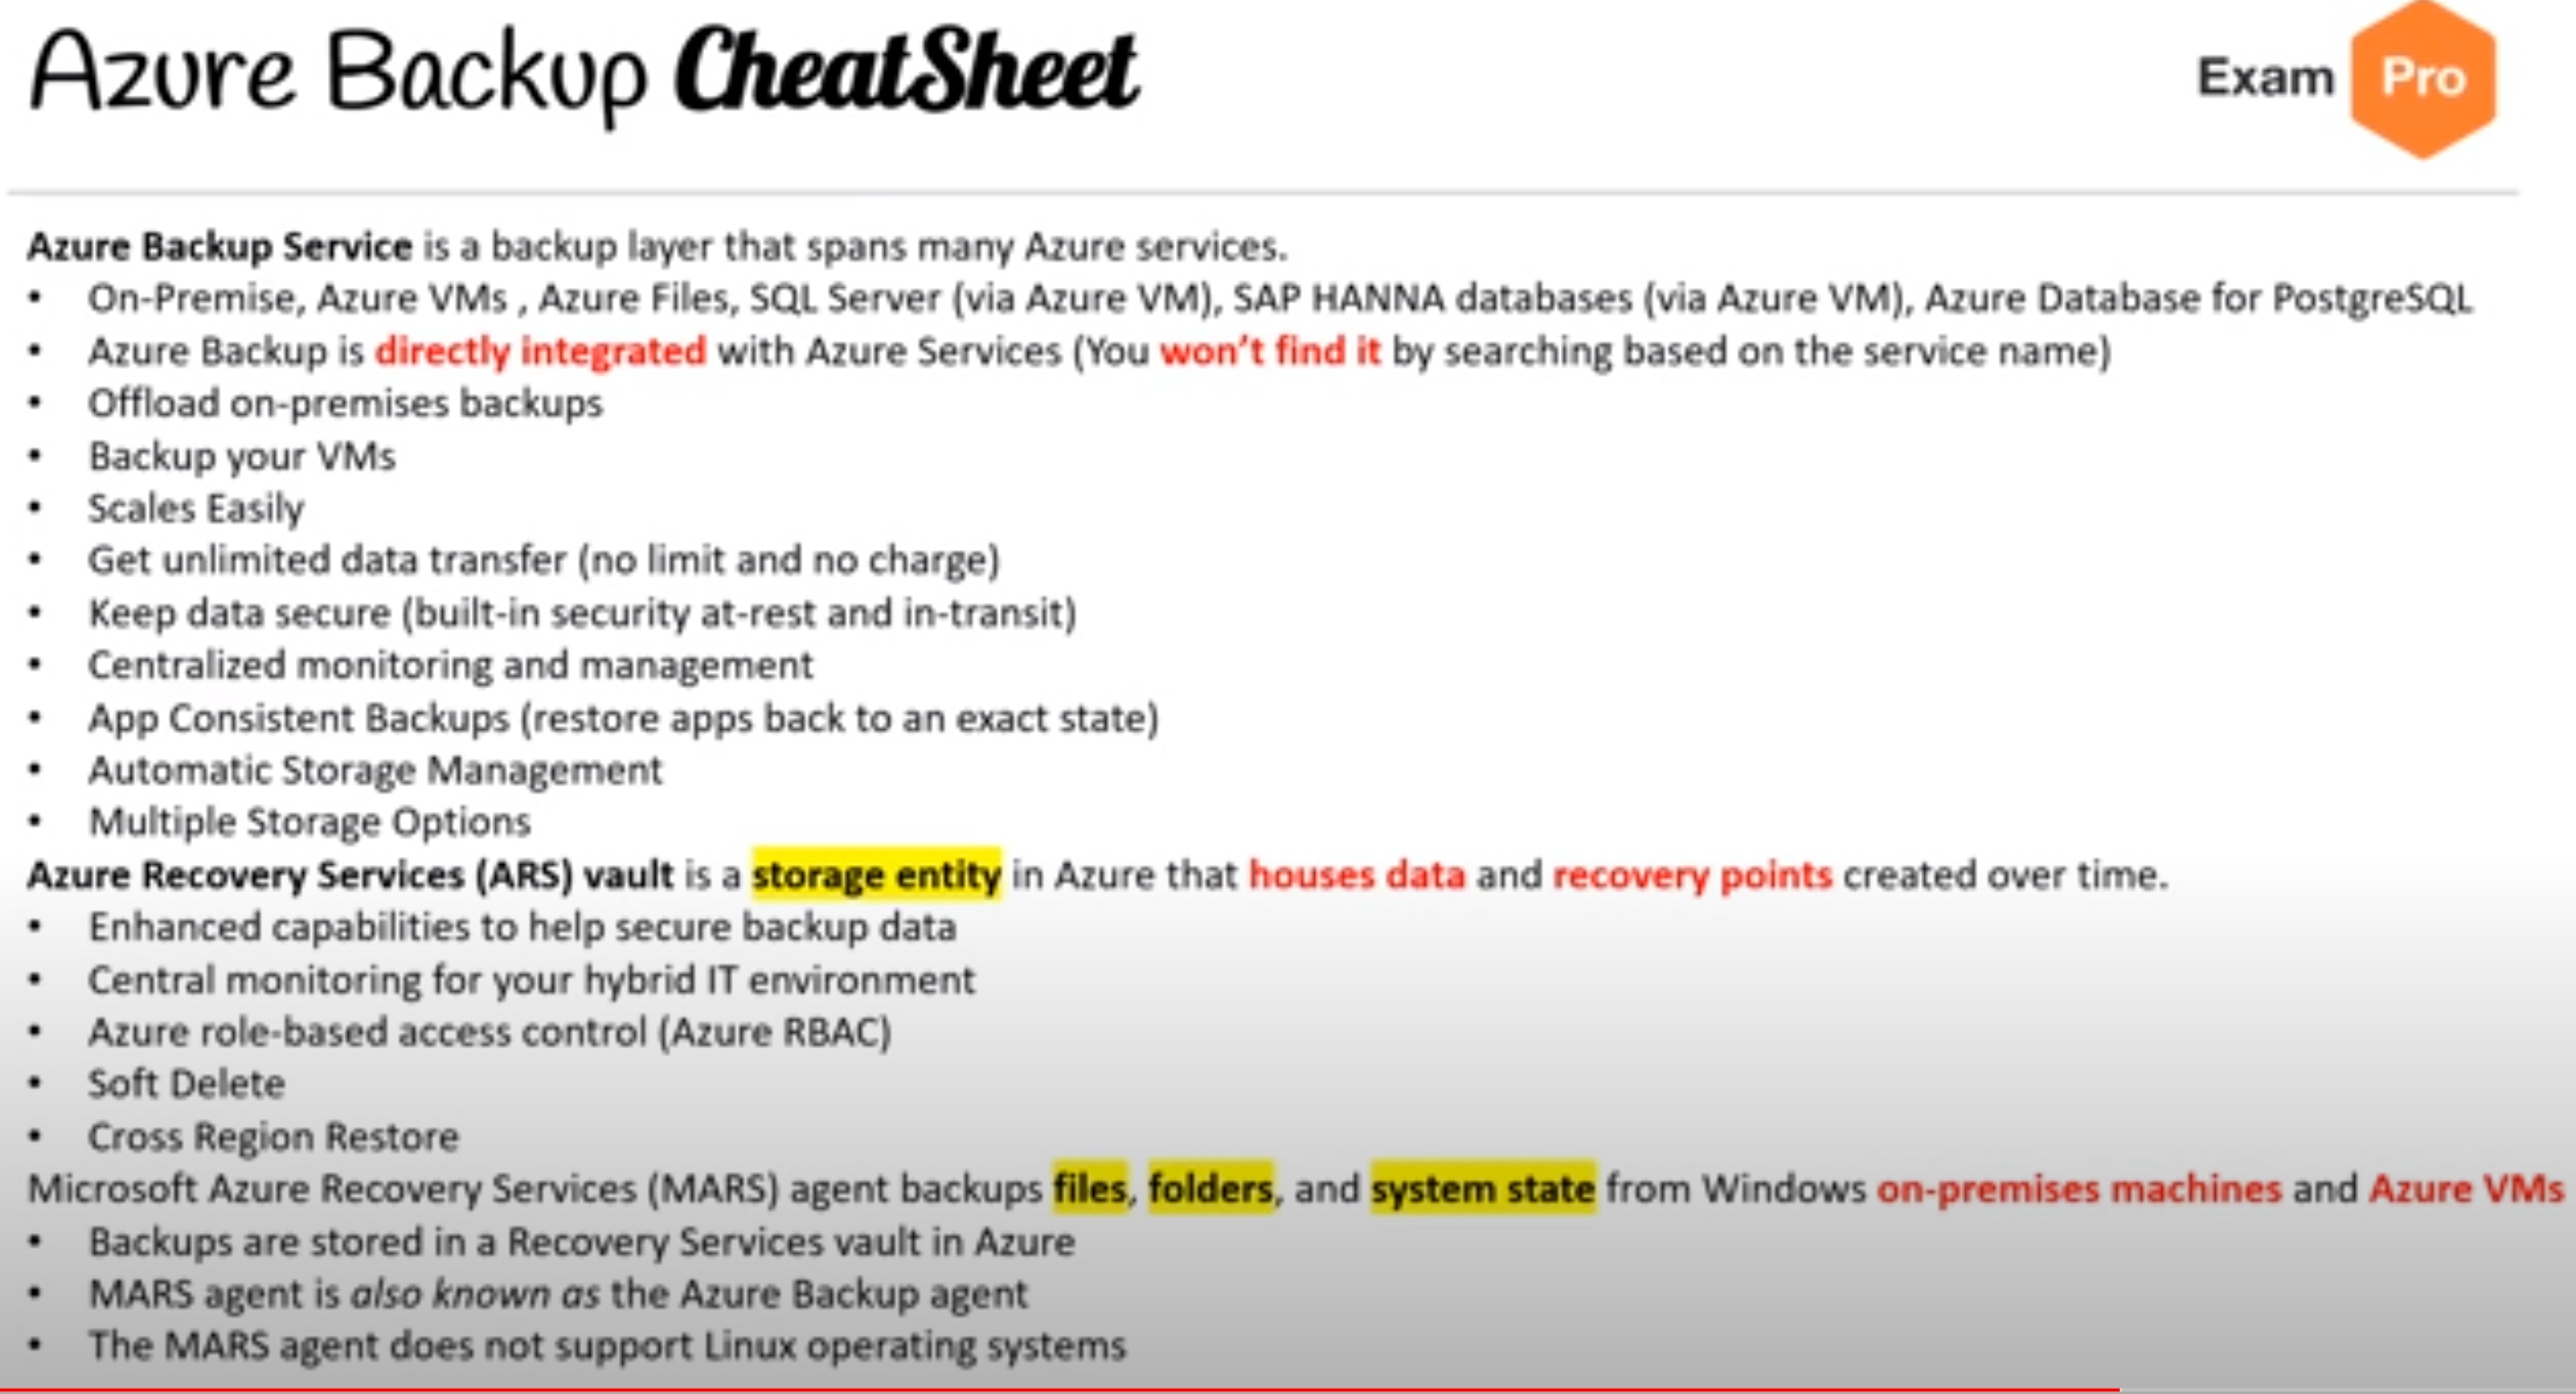 Azure Backup CheatSheet
Exam Pro
Azure Backup Service is a backup layer that spans many Azure services.
• On-Premise, Azure VMs , Azure Files, SQL Server (via Azure VM), SAP HANNA databases (via Azure VM), Azure Database for PostgreSQL
• Azure Backup is directly integrated with Azure Services (You won't find it by searching based on the service name)
• Offload on-premises backups
• Backup your VMs
• Scales Easily
• Get unlimited data transfer (no limit and no charge)
• Keep data secure (built-in security at-rest and in-transit)
• Centralized monitoring and management
• App Consistent Backups (restore apps back to an exact state)
• Automatic Storage Management
• Multiple Storage Options
Azure Recovery Services (ARS) vault is a storage entity in Azure that houses data and recovery points created over time.
• Enhanced capabilities to help secure backup data
• Central monitoring for your hybrid IT environment
• Azure role-based access control (Azure RBAC)
• Soft Delete
• Cross Region Restore
Microsoft Azure Recovery Services (MARS) agent backups files, folders, and system state from Windows on-premises machines and Azure VMs
• Backups are stored in a Recovery Services vault in Azure
• MARS agent is also known as the Azure Backup agent
• The MARS agent does not support Linux operating systems